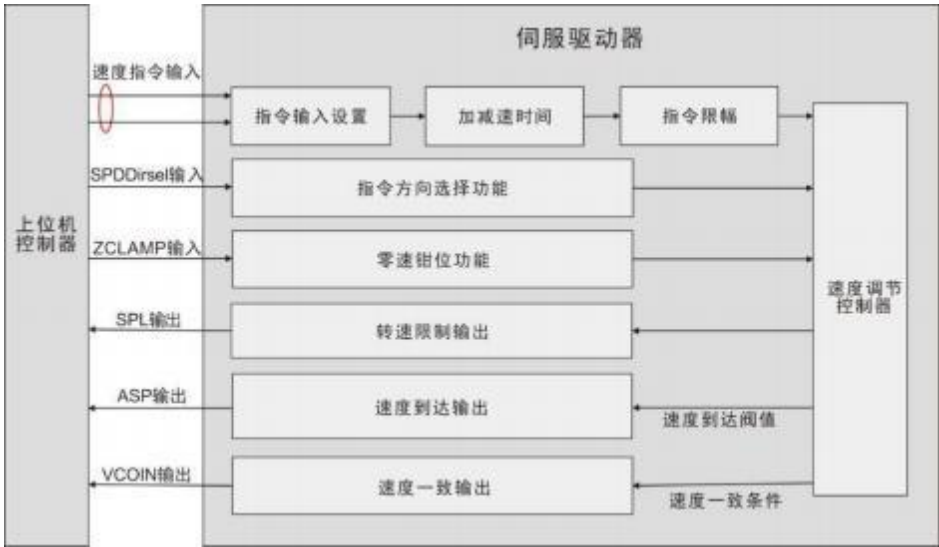 伺服驱动器
速度指令输入
指令输入设置
加减速时间
指令限幅
SPDDirsel输入
指令方向选择功能
上位机
控制器
ZCLAMP输入
零速钳位功能
速度调节
控制器
SPL输出
转速限制输出
ASP输出
速度到达输出
速度到达阀值
VCOIN输出
速度一致输出
速度一致条件